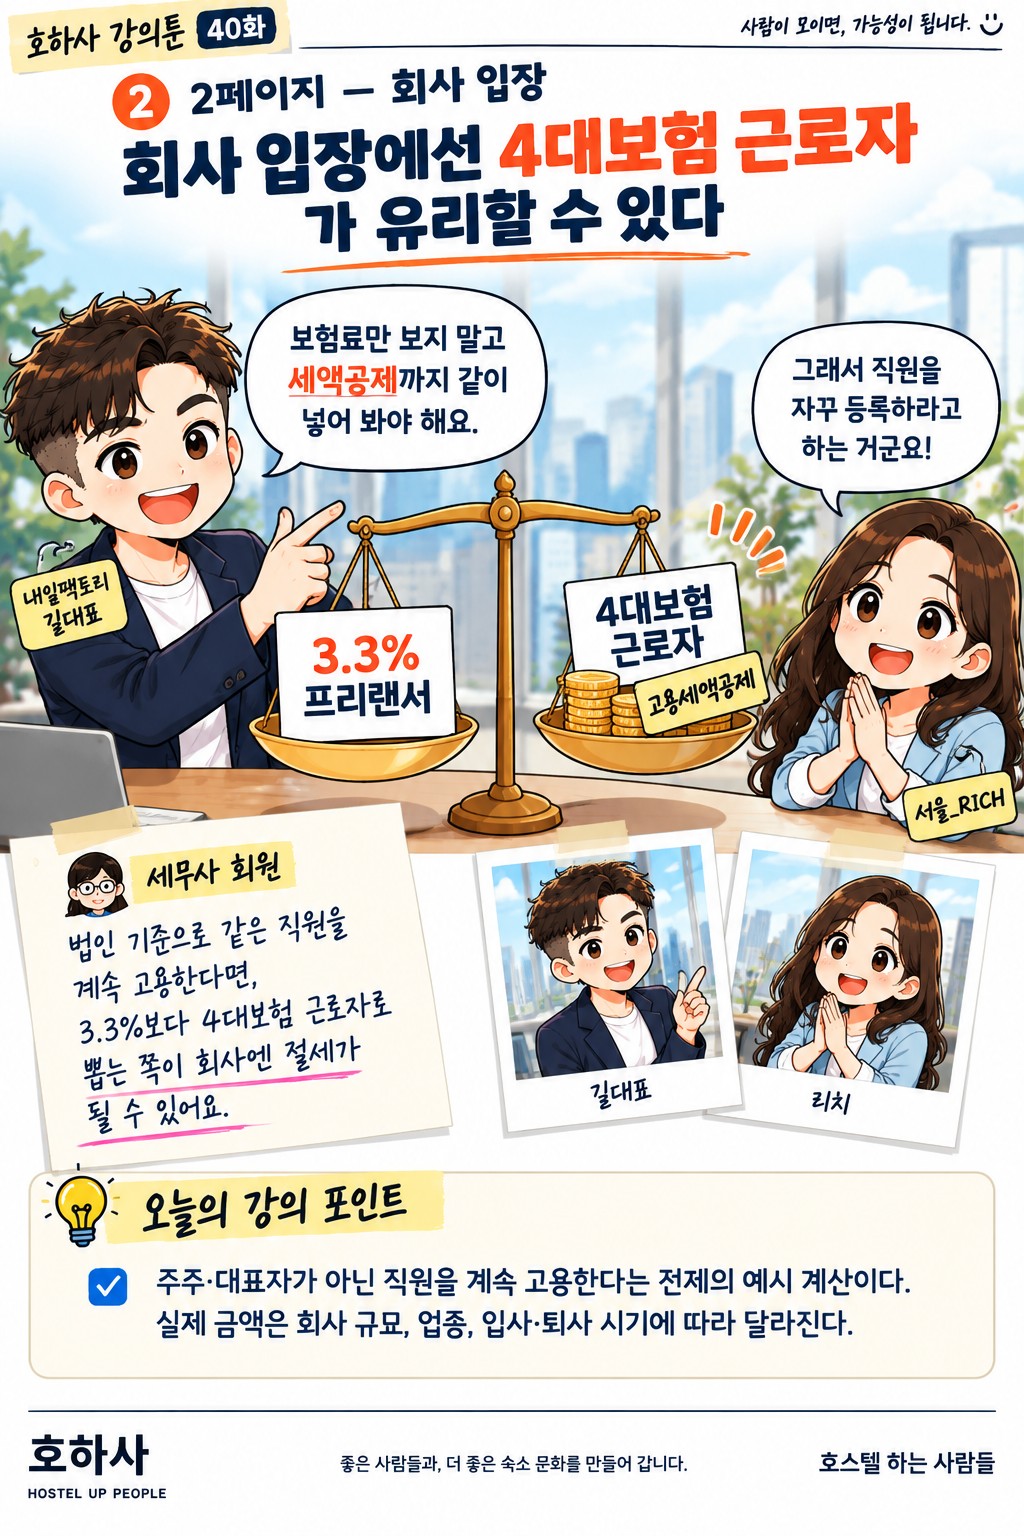 호하사 강의툰 40화
사람이 모이면, 가능성이 됩니다.
2 2페이지 – 회사 입장
회사 입장에선 4대보험 근로자
가 유리할 수 있다
보험료만 보지 말고
세액공제까지 같이
넣어 봐야 해요.
그래서 직원을
자꾸 등록하라고
하는 거군요!
내일팩토리
길대표
3.3%
프리랜서
4대보험
근로자
고용세액공제
서울_RICH
세무사 회원
법인 기준으로 같은 직원을
계속 고용한다면,
3.3%보다 4대보험 근로자로
뽑는 쪽이 회사엔 절세가
될 수 있어요.
길대표
리치
오늘의 강의 포인트
주주·대표자가 아닌 직원을 계속 고용한다는 전제의 예시 계산이다.
실제 금액은 회사 규모, 업종, 입사·퇴사 시기에 따라 달라진다.
호하사
HOSTEL UP PEOPLE
좋은 사람들과, 더 좋은 숙소 문화를 만들어 갑니다.
호스텔 하는 사람들